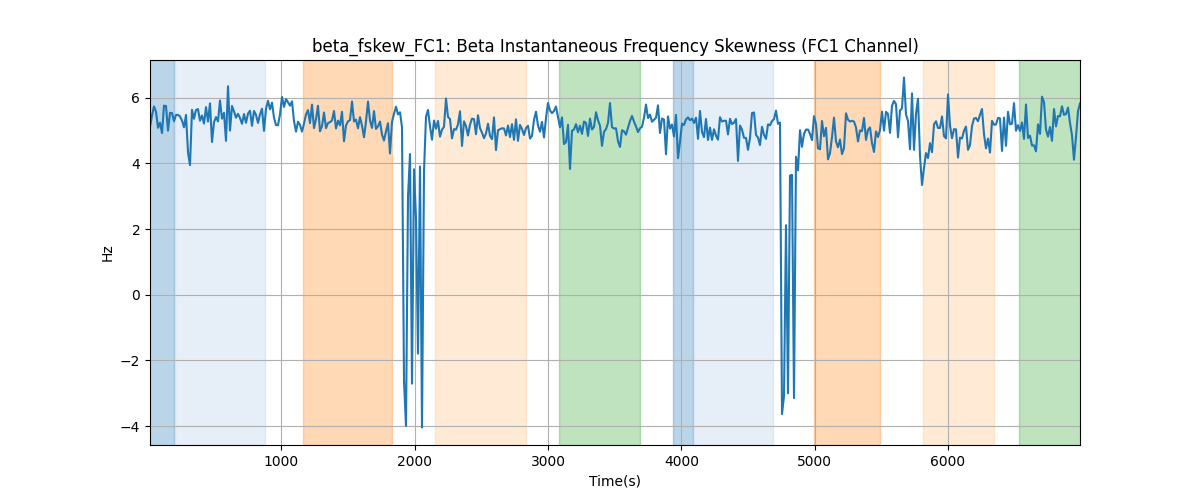 beta_fskew_FC1: Beta Instantaneous Frequency Skewness (FC1 Channel)
6
4
2
0
−2
−4
Hz
1000 2000 3000 4000 5000 6000
Time(s)